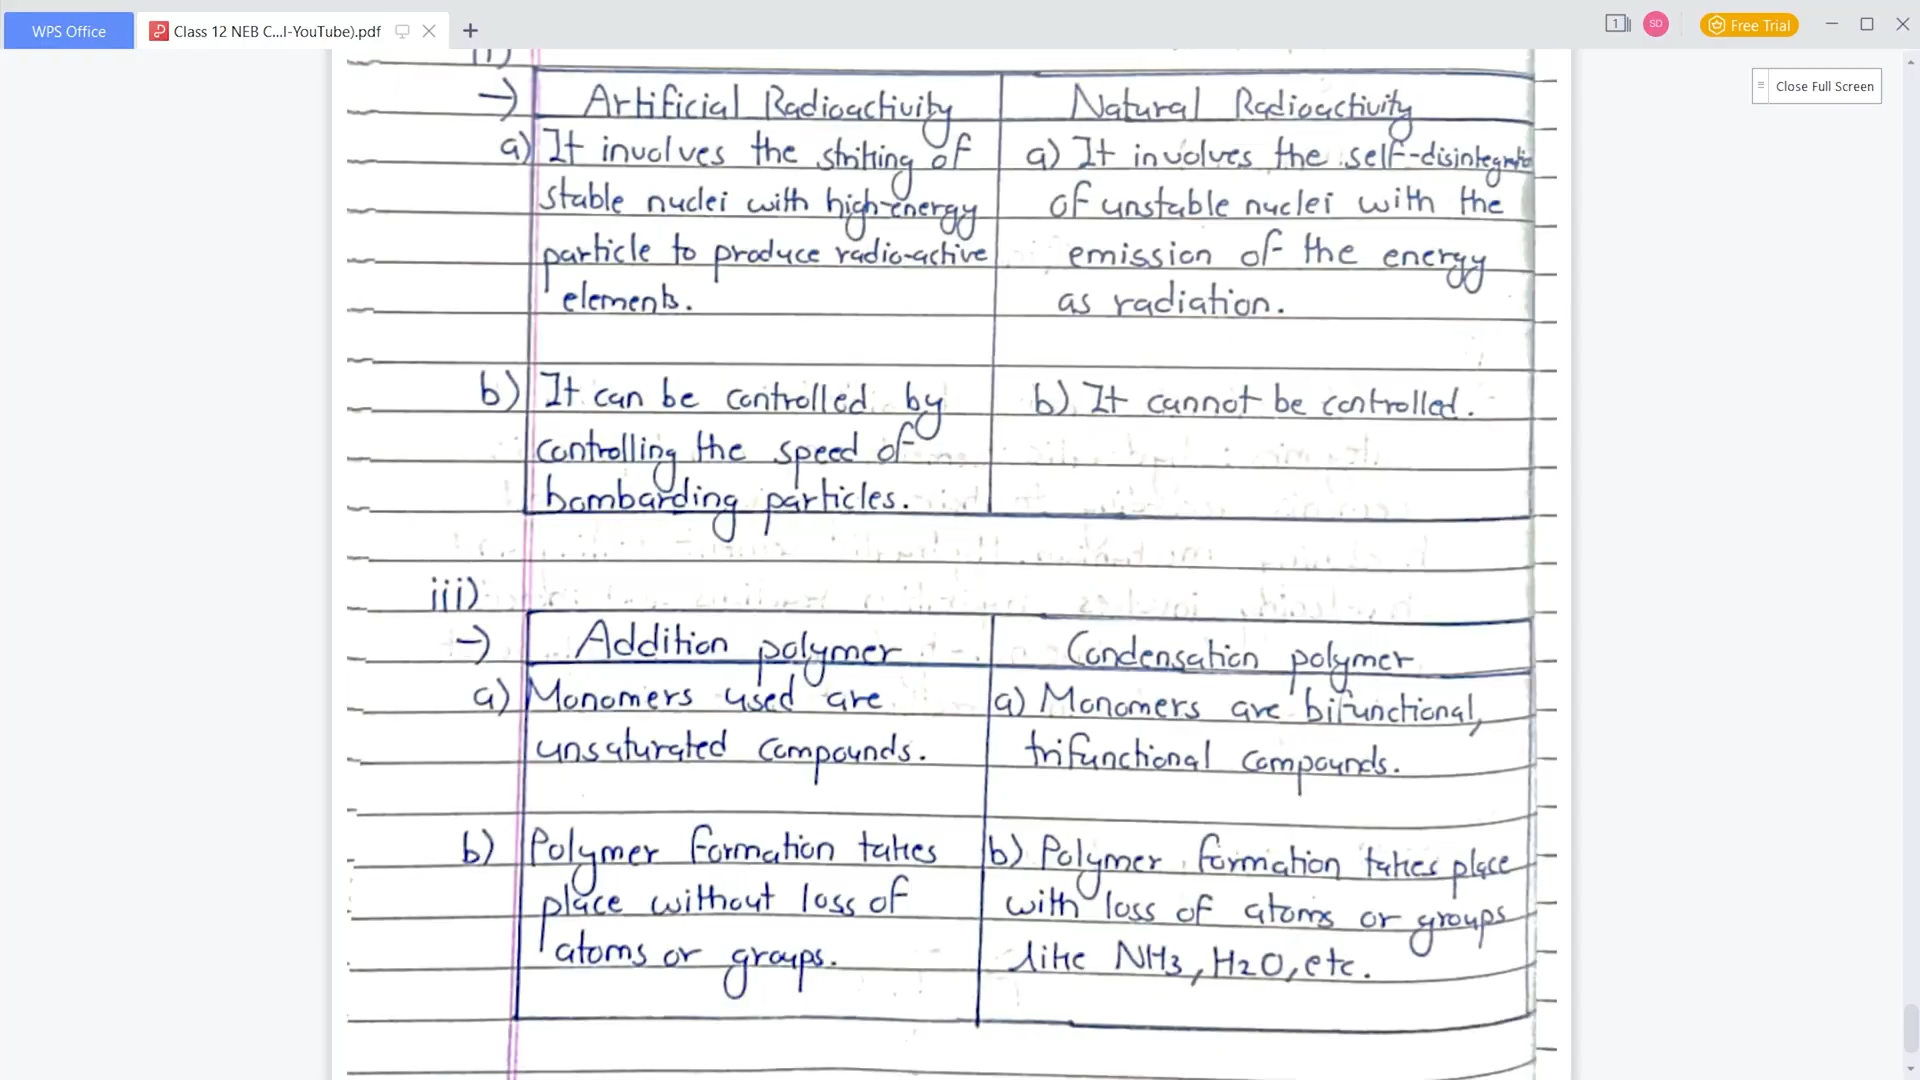 WPS Office
Class 12 NEB C...I-YouTube).pdf
1
SD
Free Trial
Close Full Screen
Artificial Radioactivity
Natural Radioactivity
a) It involves the striking of
stable nuclei with high-energy
particle to produce radio-active
elements.
a) It involves the self-disintegration
of unstable nuclei with the
emission of the energy
as radiation.
b) It can be controlled by
controlling the speed of
bombarding particles.
b) It cannot be controlled.
iii)
Addition polymer
Condensation polymer
a) Monomers used are
unsaturated compounds.
a) Monomers are bifunctional,
trifunctional compounds.
b) Polymer formation takes
place without loss of
atoms or groups.
b) Polymer formation takes place
with loss of atoms or groups
like NH3, H2O, etc.